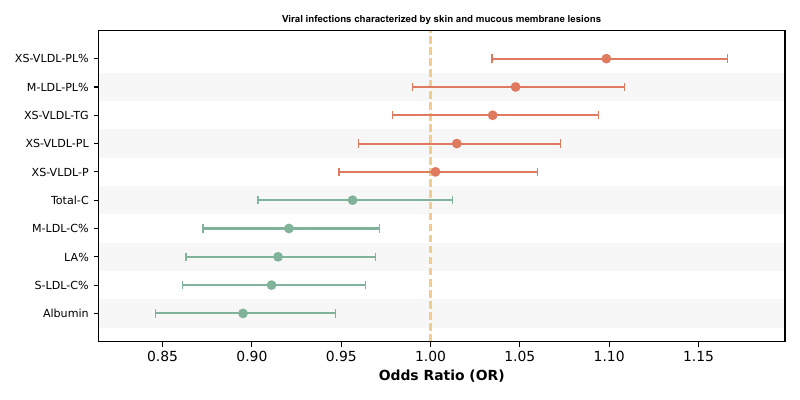 Viral infections characterized by skin and mucous membrane lesions
XS-VLDL-PL%
M-LDL-PL%
XS-VLDL-TG
XS-VLDL-PL
XS-VLDL-P
Total-C
M-LDL-C%
LA%
S-LDL-C%
Albumin
0.85 0.90 0.95 1.00 1.05 1.10 1.15
Odds Ratio (OR)